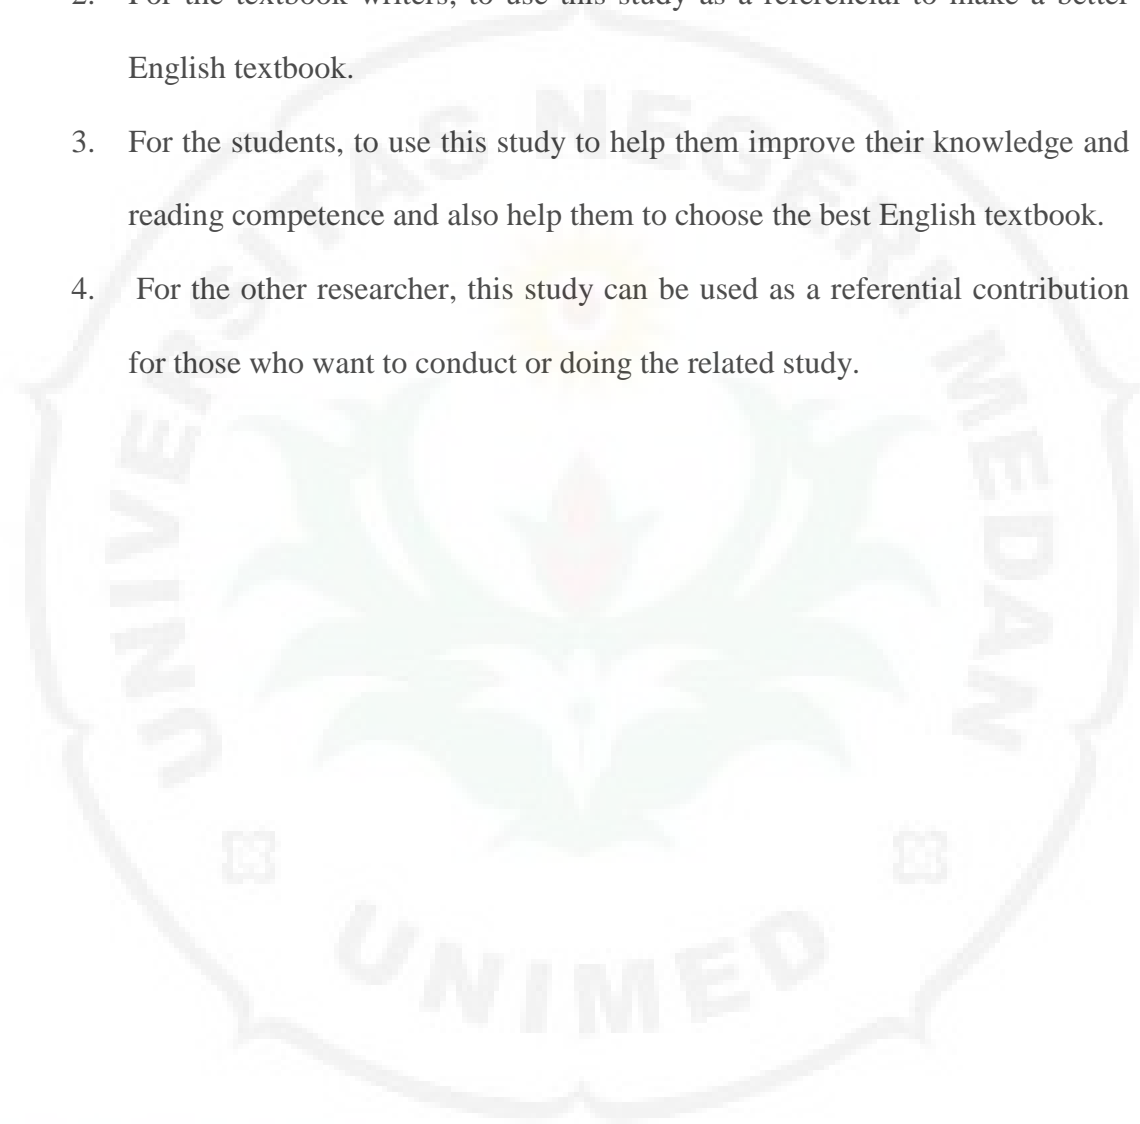 2. For the textbook writers, to use this study as a referencial to make a better
English textbook.
3. For the students, to use this study to help them improve their knowledge and
reading competence and also help them to choose the best English textbook.
4. For the other researcher, this study can be used as a referential contribution
for those who want to conduct or doing the related study.
UNIVERSITAS NEGERI MEDAN
UNIMED